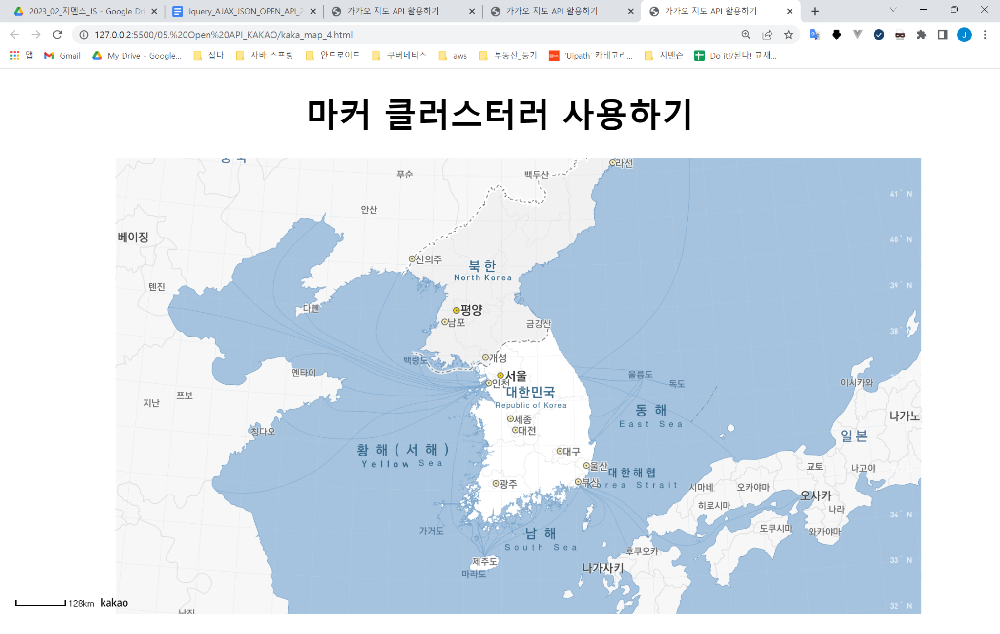 2023_02_지멘스_JS - Google Dri
Jquery_AJAX_JSON_OPEN_API_2
카카오 지도 API 활용하기
카카오 지도 API 활용하기
카카오 지도 API 활용하기
127.0.0.2:5500/05.%20Open%20API_KAKAO/kaka_map_4.html
J
앱
Gmail
My Drive - Google...
잡다
자바 스프링
안드로이드
쿠버네티스
aws
부동산_등기
'Uipath' 카테고리...
지멘슨
Do it!/된다! 교재...
마커 클러스터러 사용하기
라선
푸순
백두산
41° N
안산
베이징
40° N
신의주
북한
North Korea
톈진
39° N
다롄
평양
남포
금강산
38°
개성
백령도
옌타이
서울
인천
울릉도
독도
이시카와
대한민국
Republic of Korea
쯔보
지난
동 해
East Sea
나가노
세종
대전
칭다오
일본
황 해 ( 서 해 )
Yellow Sea
대구
울산
교토
나고야
대한해협
Korea Strait
부산
광주
시마네
오카야마
오사카
히로시마
나라
34° N
가거도
남 해
South Sea
도쿠시마
와카야마
후쿠오카
제주도
33° N
나가사키
마라도
128km
kakao
32° N